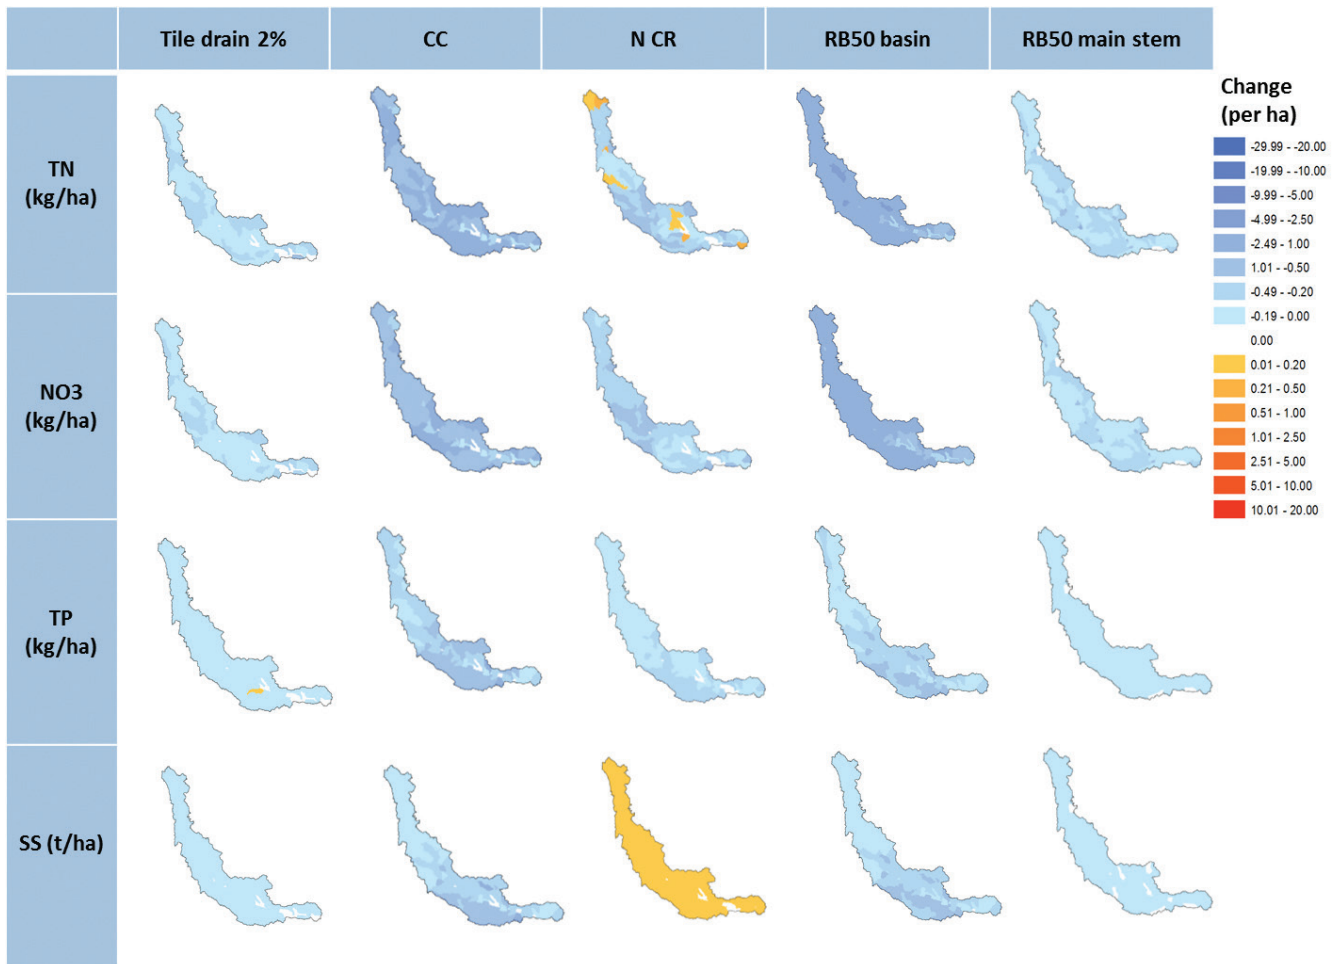 Tile drain 2%
CC
N CR
RB50 basin
RB50 main stem
Change
(per ha)
-29.99 - -20.00
-19.99 - -10.00
-9.99 - -5.00
-4.99 - -2.50
-2.49 - 1.00
1.01 - -0.50
-0.49 - -0.20
-0.19 - 0.00
0.00
0.01 - 0.20
0.21 - 0.50
0.51 - 1.00
1.01 - 2.50
2.51 - 5.00
5.01 - 10.00
10.01 - 20.00
TN
(kg/ha)
NO3
(kg/ha)
TP
(kg/ha)
SS (t/ha)